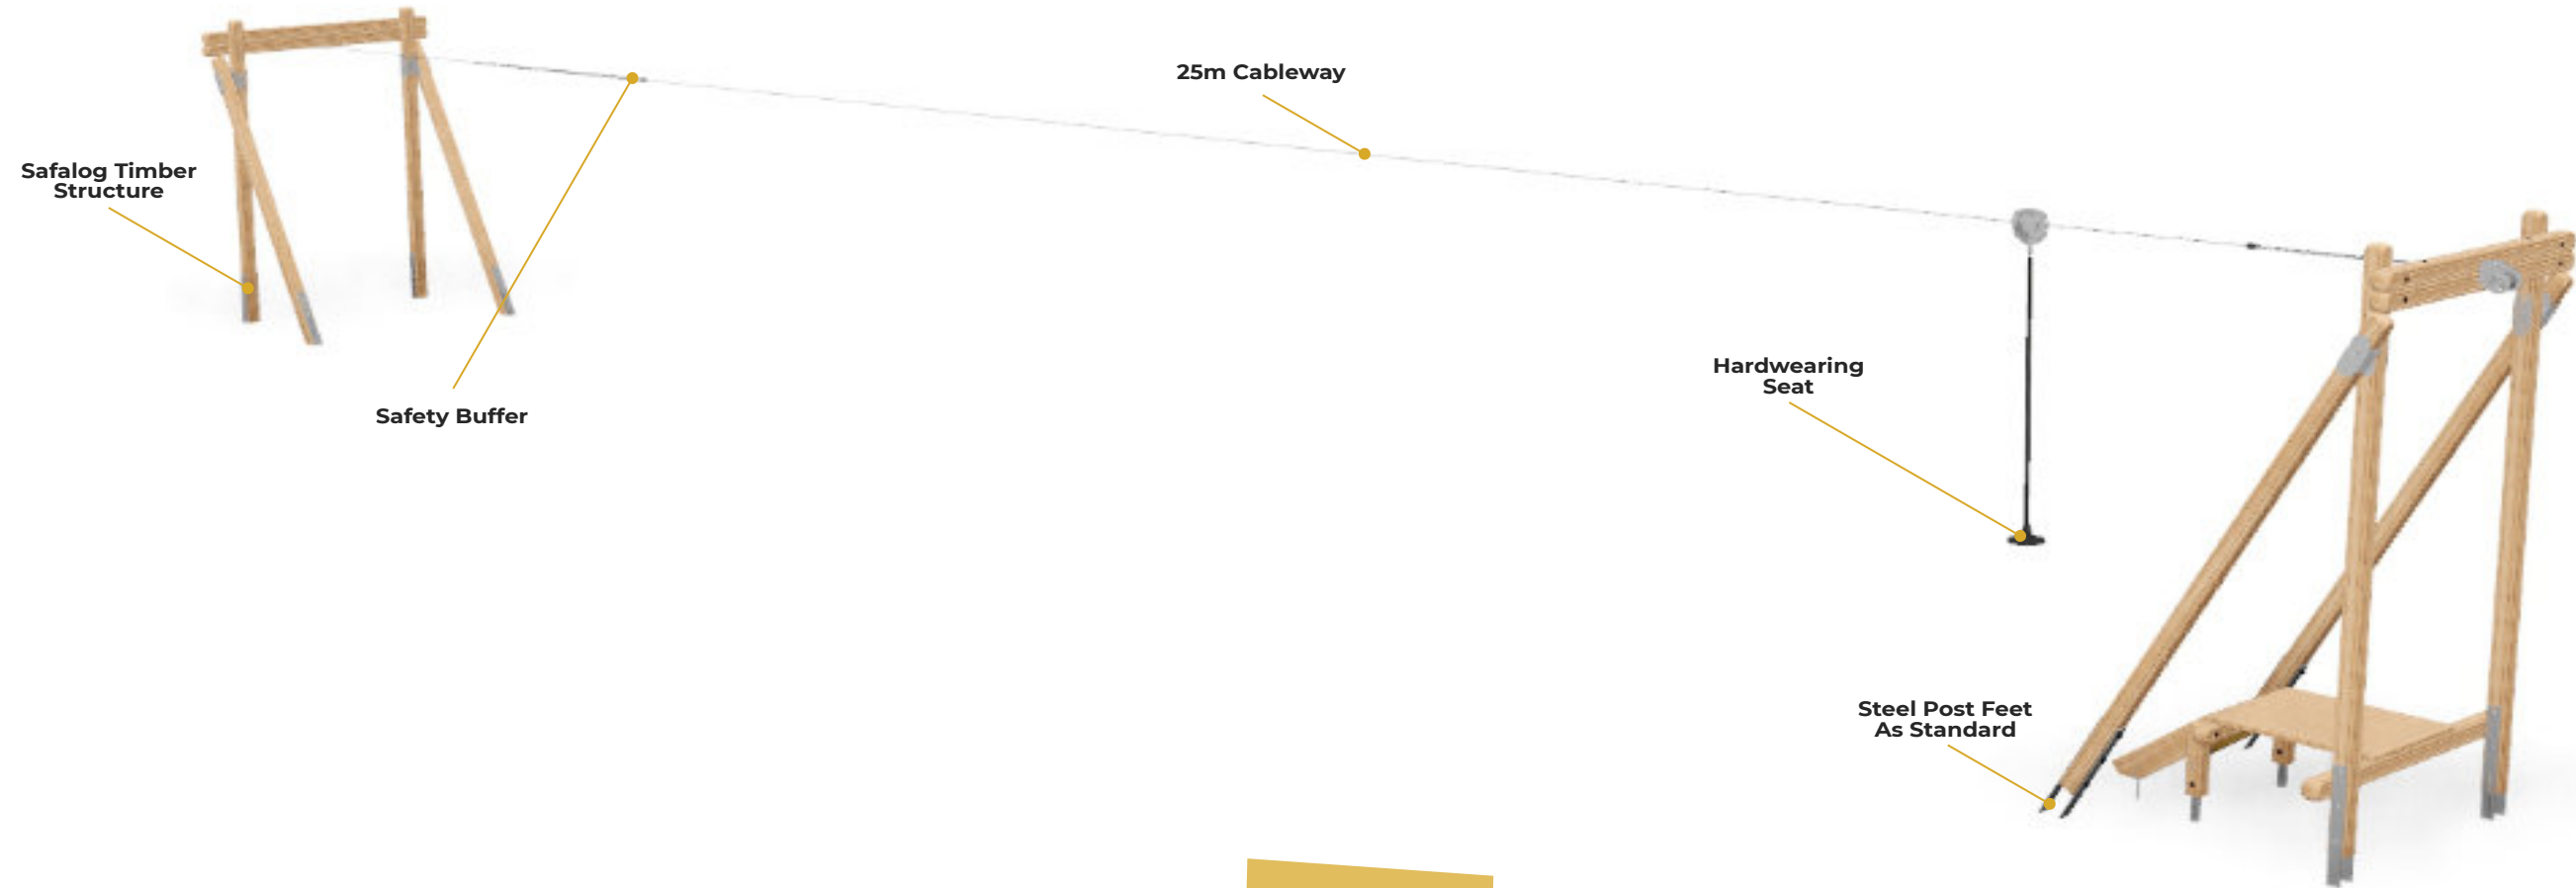 25m Cableway
Safalog Timber
Structure
Safety Buffer
Hardwearing
Seat
Steel Post Feet
As Standard